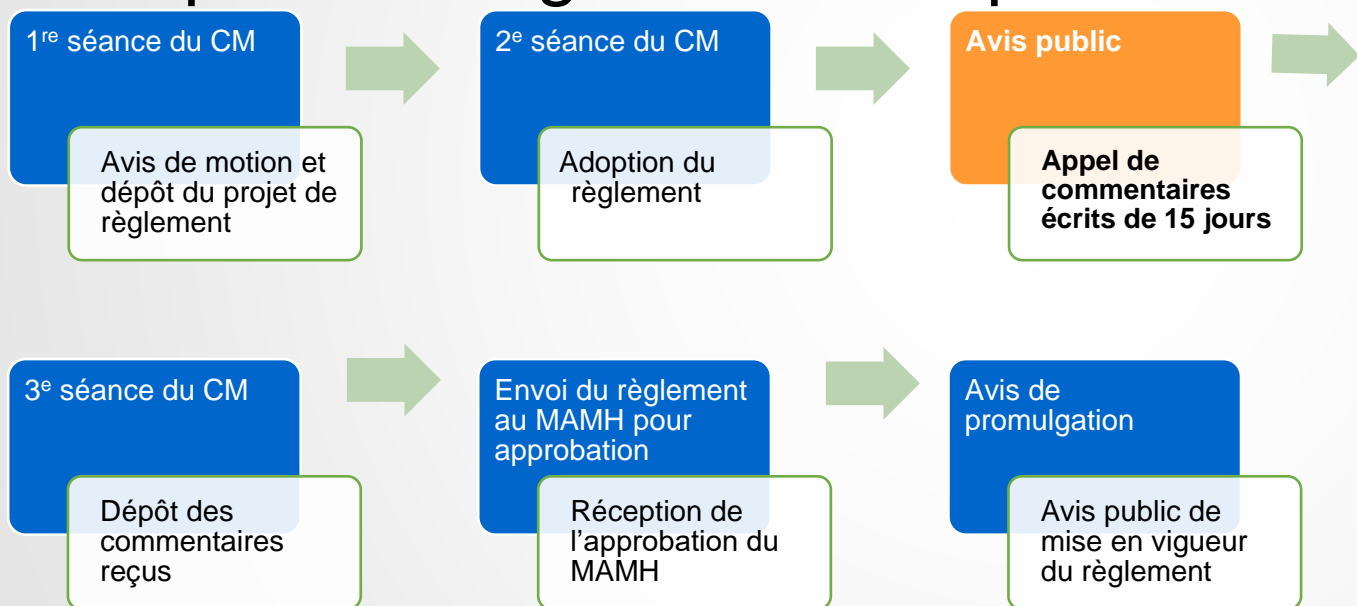 1re séance du CM
Avis de motion et
dépôt du projet de
règlement
2e séance du CM
Adoption du
règlement
Avis public
Appel de
commentaires
écrits de 15 jours
3e séance du CM
Dépôt des
commentaires
reçus
Envoi du règlement
au MAMH pour
approbation
Réception de
l'approbation du
MAMH
Avis de
promulgation
Avis public de
mise en vigueur
du règlement